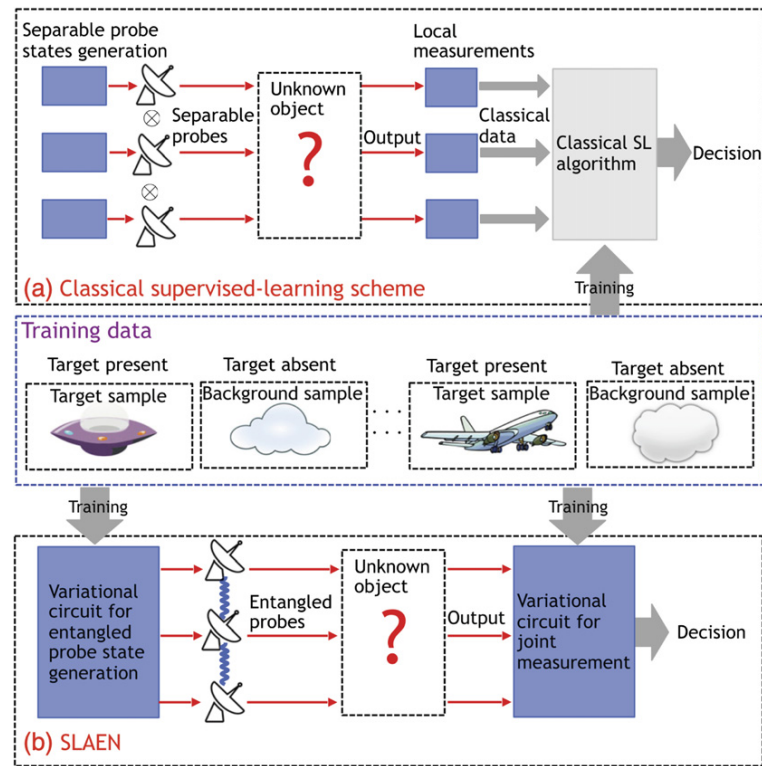 Separable probe
states generation
Local
measurements
⊗
Separable
probes
⊗
Unknown
object
?
Output
Classical
data
Classical SL
algorithm
Decision
(a) Classical supervised-learning scheme
Training
Training data
Target present
Target sample
Target absent
Background sample
. . .
. . .
Target present
Target sample
Target absent
Background sample
Training
Training
Variational
circuit for
entangled
probe state
generation
Entangled
probes
Unknown
object
?
Output
Variational
circuit for
joint
measurement
Decision
(b) SLAEN